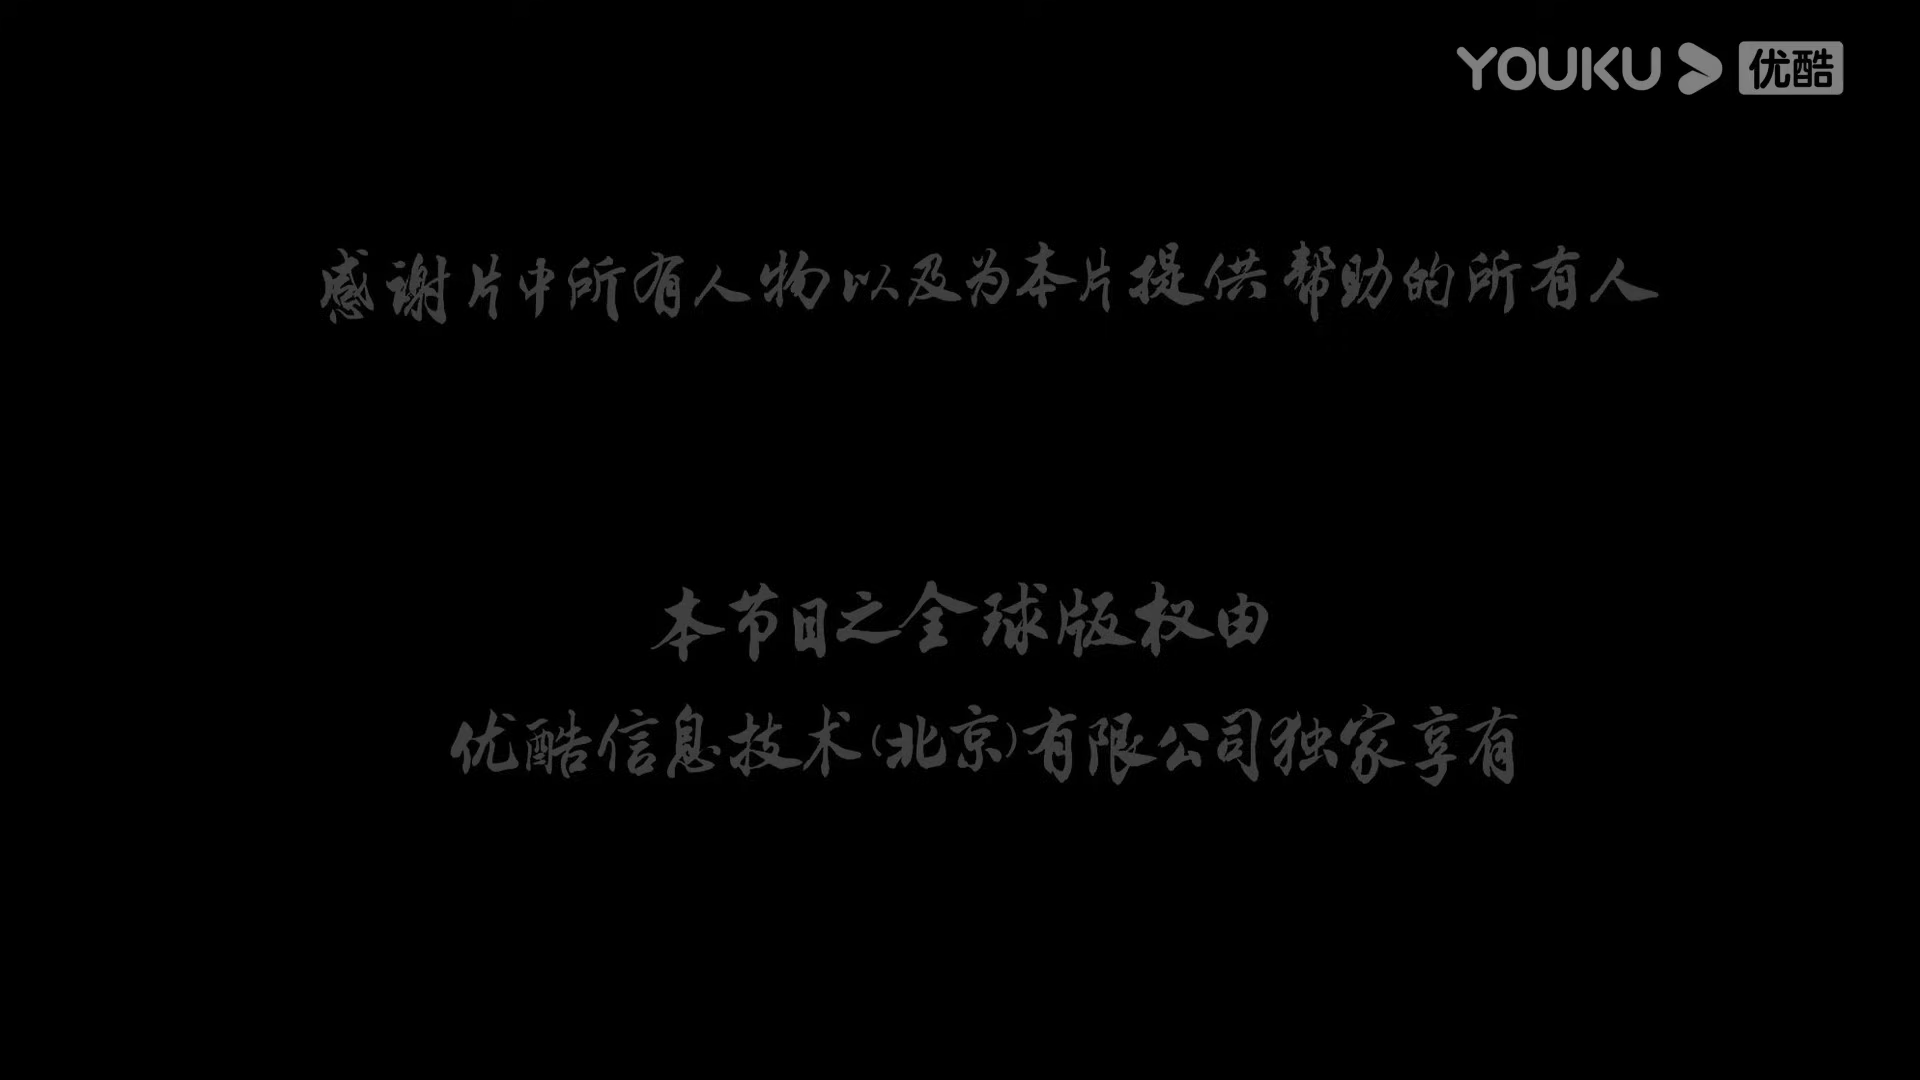 YOUKU 优酷
感谢片中所有人物以及为本片提供帮助的所有人
本节目之全球版权由
优酷信息技术(北京)有限公司独家享有